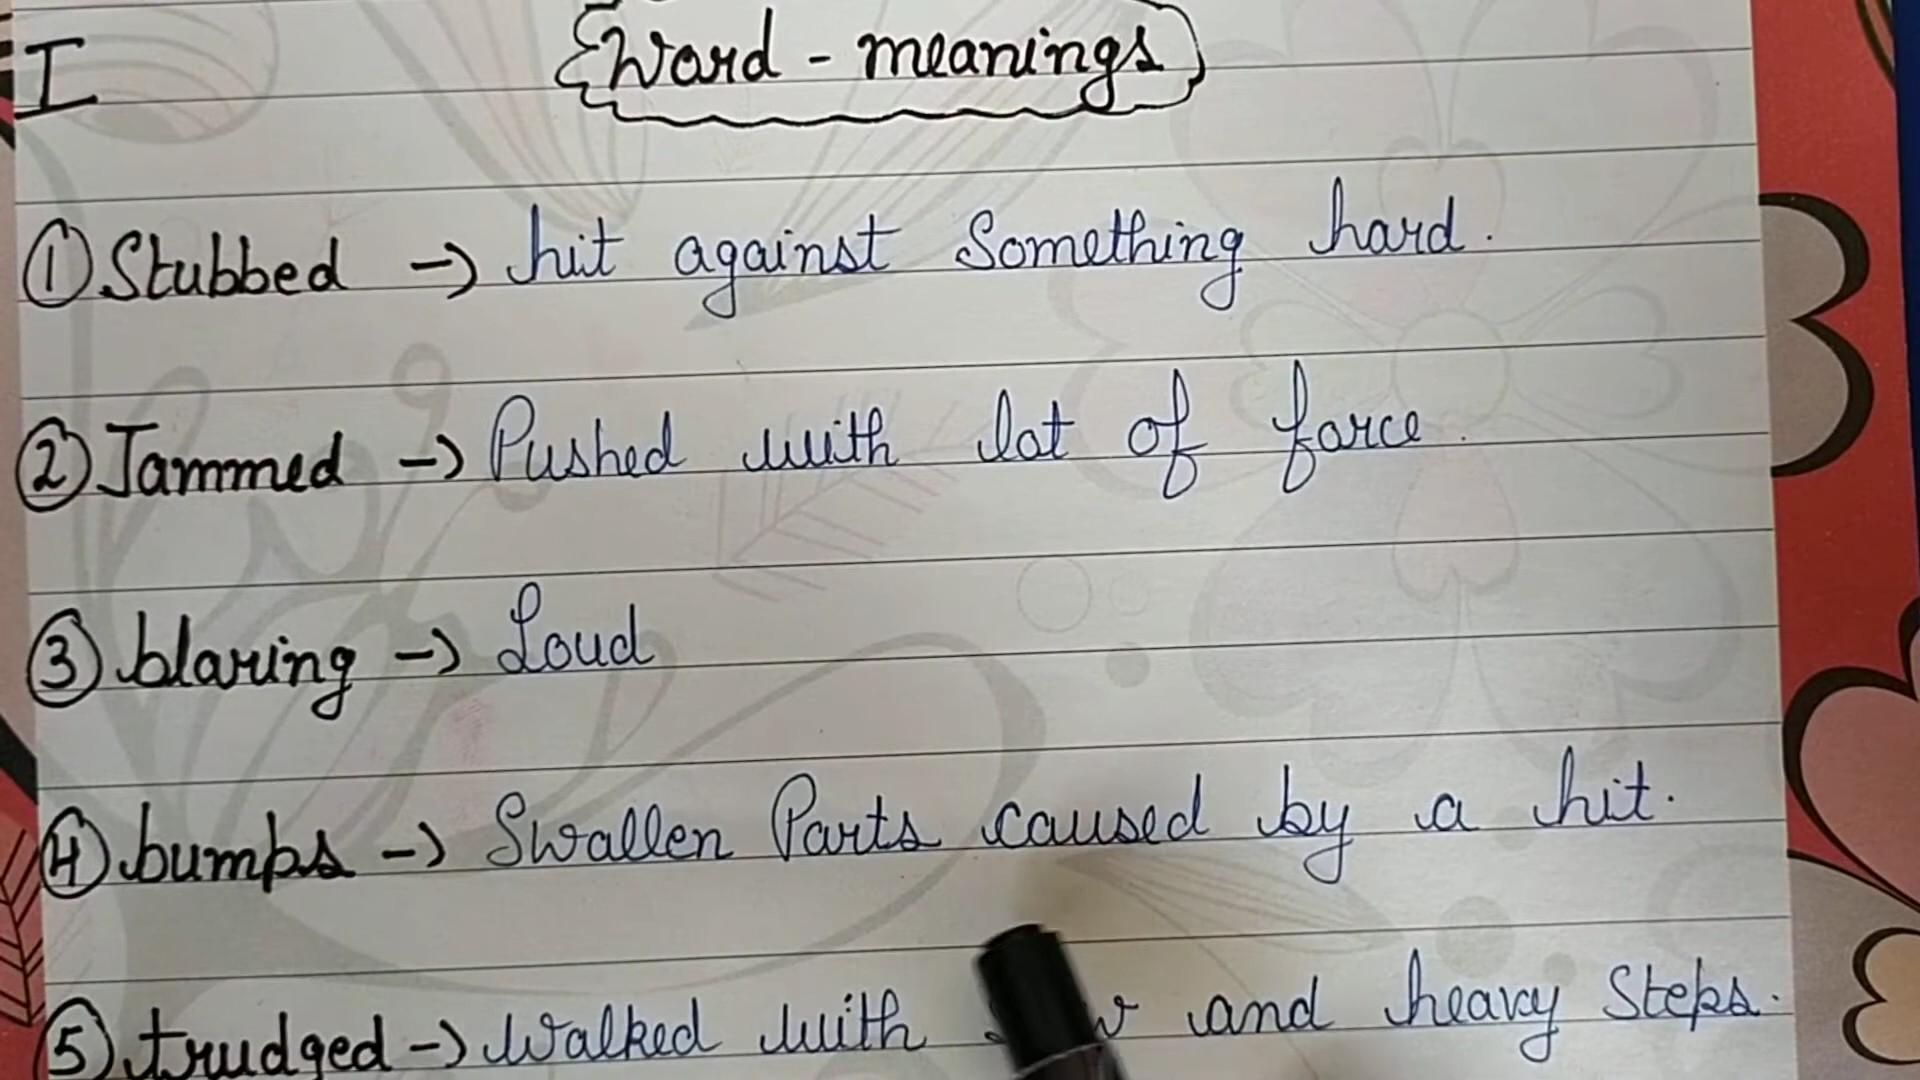 I
Word - meanings
① Stubbed -> hit against Something hard.
② Jammed -> Pushed with lot of force.
③ blaring -> Loud
④ bumps -> Swollen Parts caused by a hit.
⑤ trudged -> Walked with and heavy Steps.